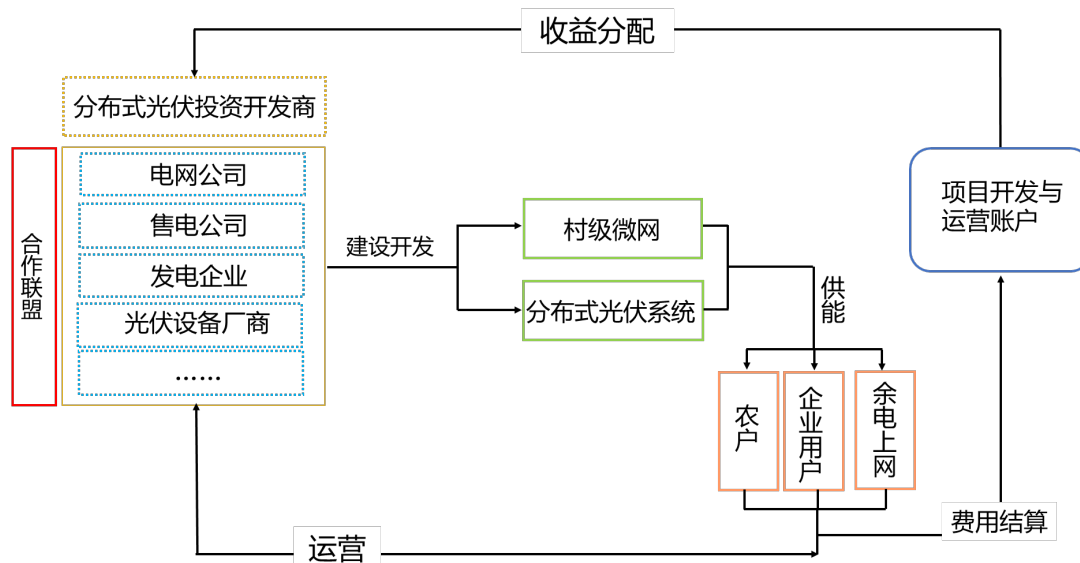 收益分配
分布式光伏投资开发商
合作联盟
电网公司
售电公司
发电企业
光伏设备厂商
……
建设开发
村级微网
分布式光伏系统
供能
农户
企业用户
余电上网
项目开发与
运营账户
费用结算
运营